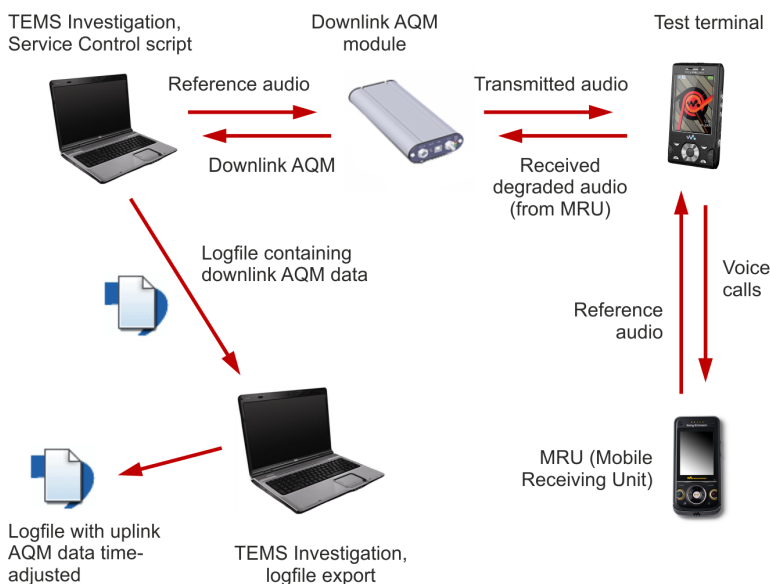 TEMS Investigation,
Service Control script
Downlink AQM
module
Test terminal
Reference audio
Transmitted audio
Downlink AQM
Received
degraded audio
(from MRU)
Logfile containing
downlink AQM data
Voice
calls
Reference
audio
MRU (Mobile
Receiving Unit)
Logfile with uplink
AQM data time-
adjusted
TEMS Investigation,
logfile export